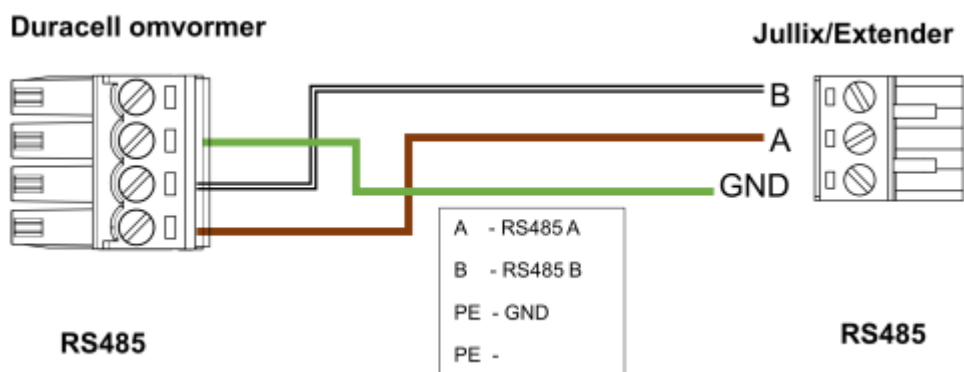 Duracell omvormer
Jullix/Extender
B
A
GND
A - RS485 A
B - RS485 B
PE - GND
PE -
RS485
RS485